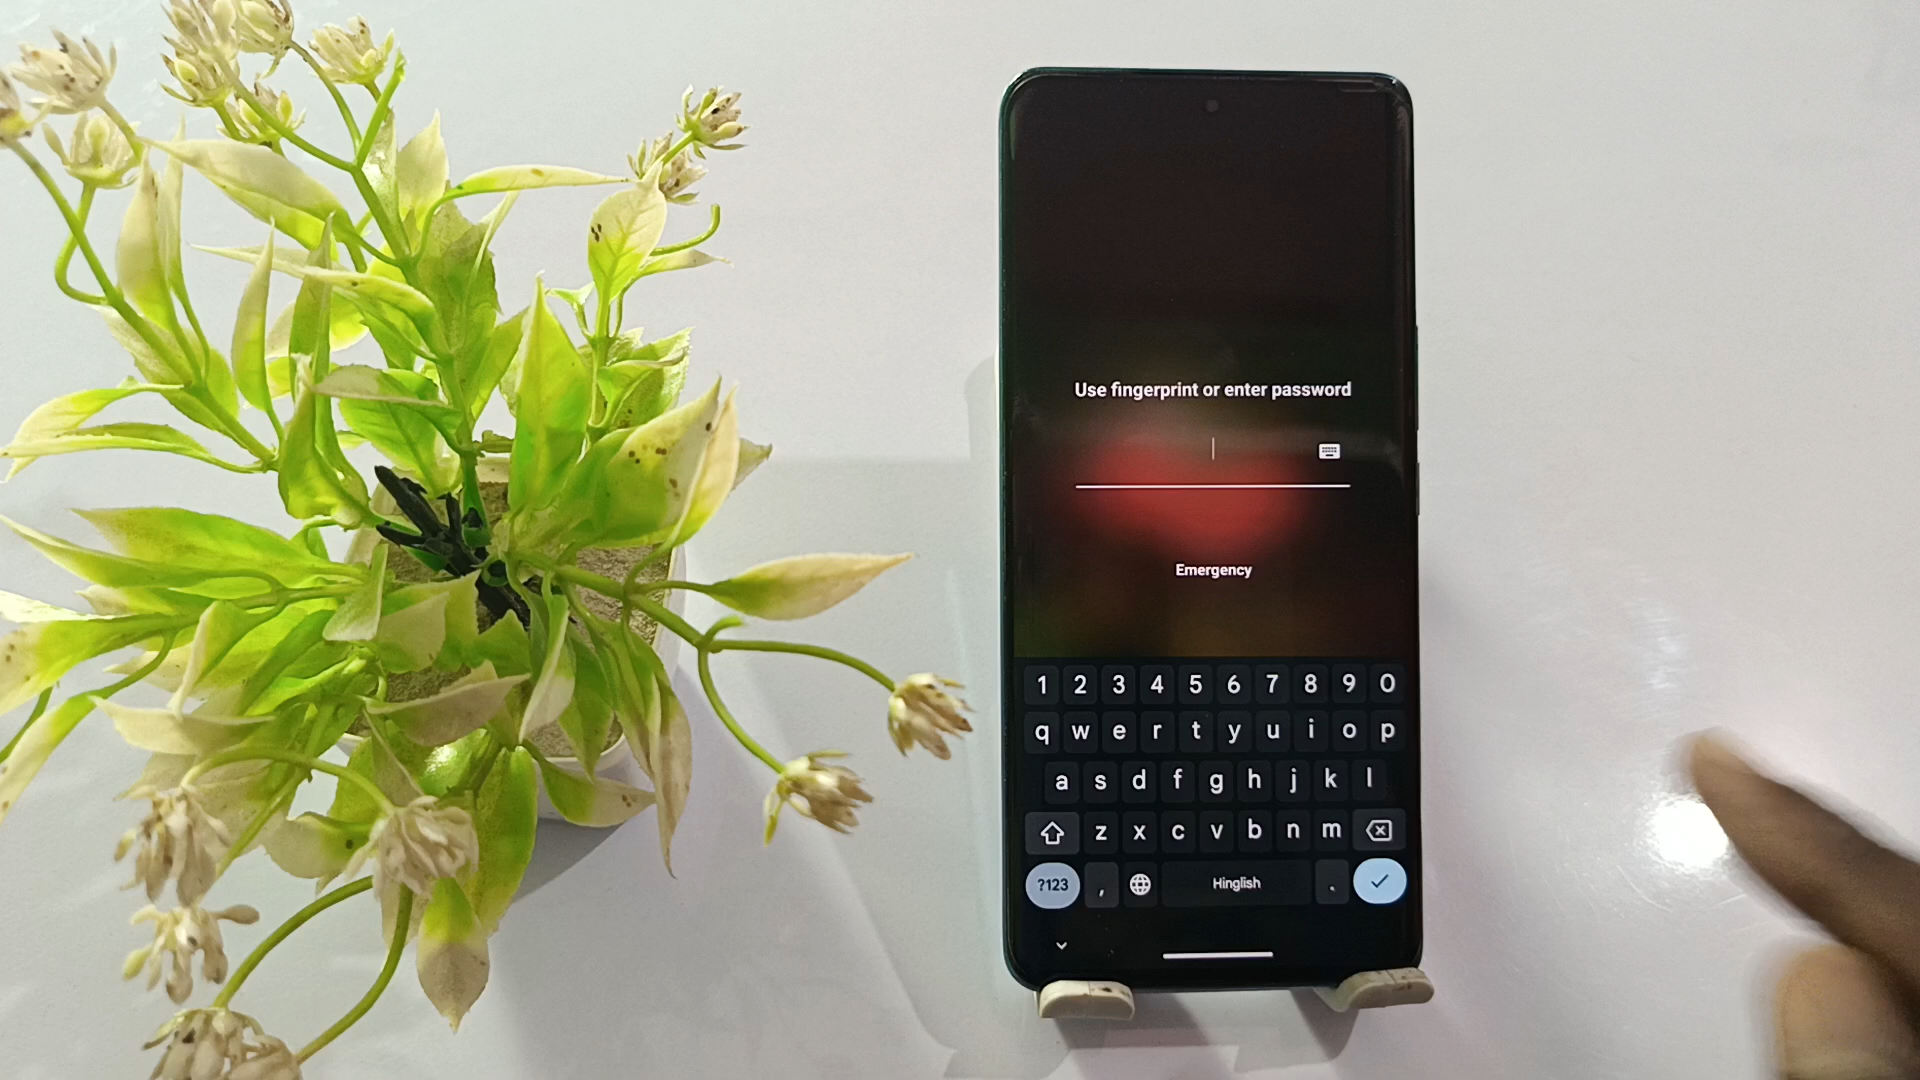 Use fingerprint or enter password
Emergency
1 2 3 4 5 6 7 8 9 0
q w e r t y u i o p
a s d f g h j k l
z x c v b n m
?123 , Hinglish .